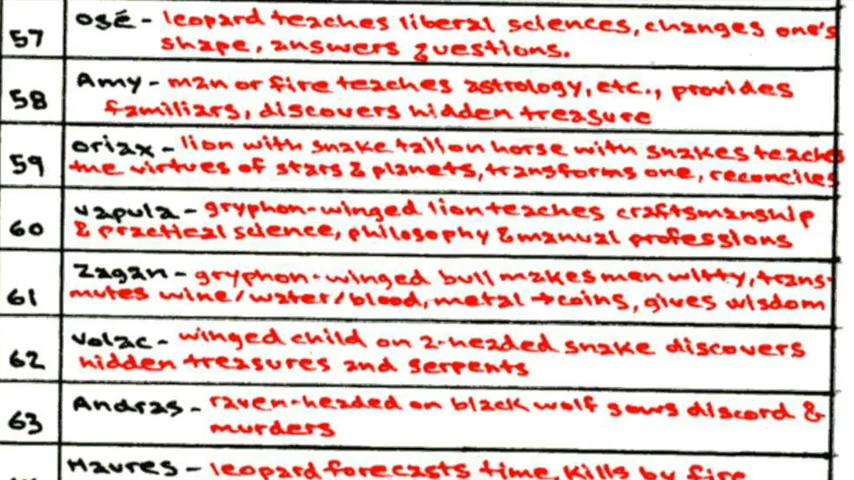 57 Osé - leopard teaches liberal sciences, changes one's
shape, answers questions.
58 Amy - man or fire teaches astrology, etc., provides
familiars, discovers hidden treasure
59 Oriax - lion with snake tail on horse with snakes teaches
the virtues of stars & planets, transforms one, reconciles
60 Vapula - gryphon-winged lion teaches craftsmanship
& practical science, philosophy & manual professions
61 Zagan - gryphon-winged bull makes men witty, trans-
mutes wine/water/blood, metal → coins, gives wisdom
62 Volac - winged child on 2-headed snake discovers
hidden treasures and serpents
63 Andras - raven-headed on black wolf sows discord &
murders
Haures - leopard forecasts time, kills by fire